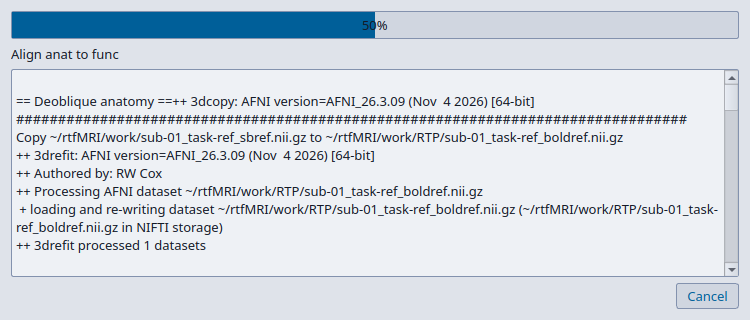 50%
Align anat to func
== Deoblique anatomy ==++ 3dcopy: AFNI version=AFNI_26.3.09 (Nov  4 2026) [64-bit]
################################################################################
Copy ~/rtfMRI/work/sub-01_task-ref_sbref.nii.gz to ~/rtfMRI/work/RTP/sub-01_task-ref_boldref.nii.gz
++ 3drefit: AFNI version=AFNI_26.3.09 (Nov  4 2026) [64-bit]
++ Authored by: RW Cox
++ Processing AFNI dataset ~/rtfMRI/work/RTP/sub-01_task-ref_boldref.nii.gz
 + loading and re-writing dataset ~/rtfMRI/work/RTP/sub-01_task-ref_boldref.nii.gz (~/rtfMRI/work/RTP/sub-01_task-
ref_boldref.nii.gz in NIFTI storage)
++ 3drefit processed 1 datasets
Cancel